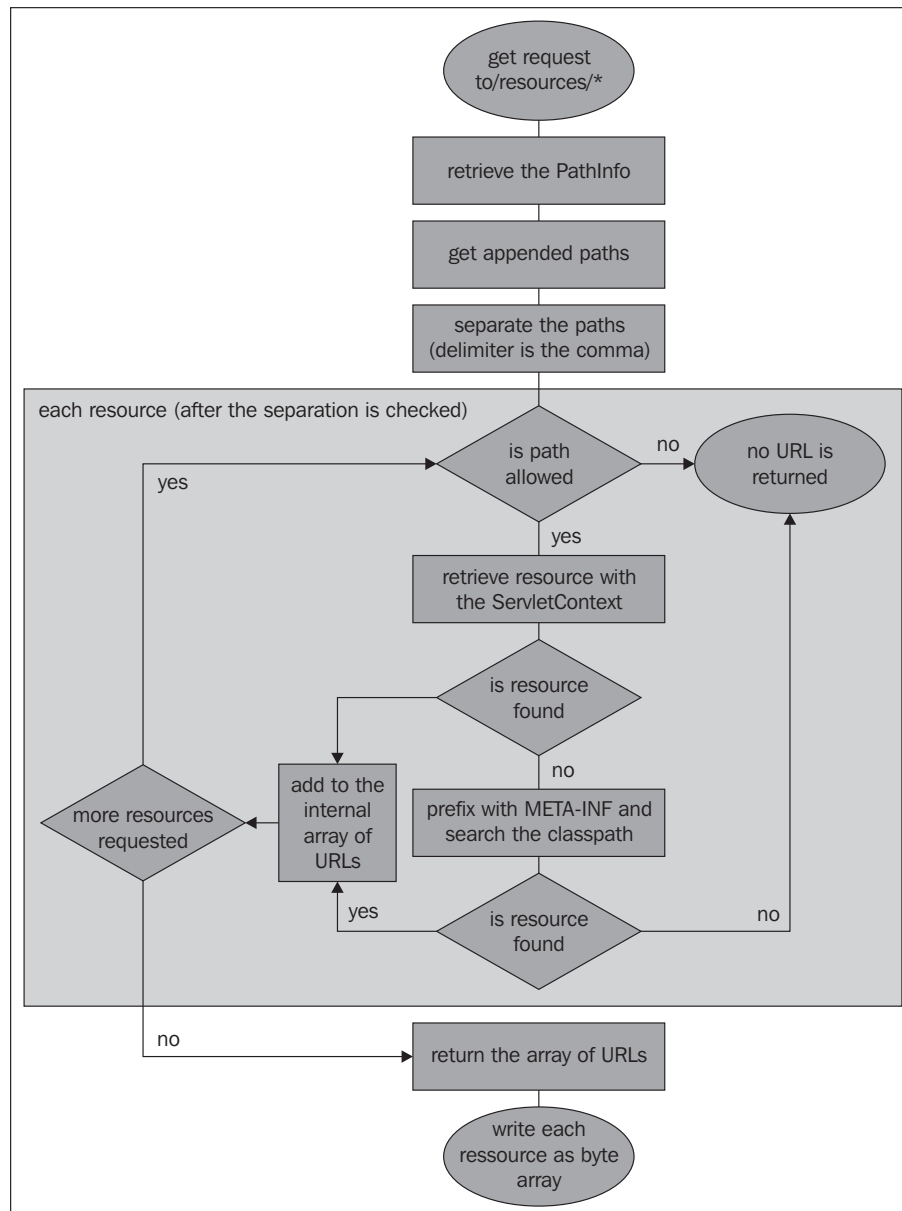 get request
to/resources/*
retrieve the PathInfo
get appended paths
separate the paths
(delimiter is the comma)
each resource (after the separation is checked)
is path
allowed
no
no URL is
returned
yes
yes
retrieve resource with
the ServletContext
is resource
found
no
add to the
internal
array of
URLs
more resources
requested
prefix with META-INF and
search the classpath
yes
is resource
found
no
no
return the array of URLs
write each
ressource as byte
array